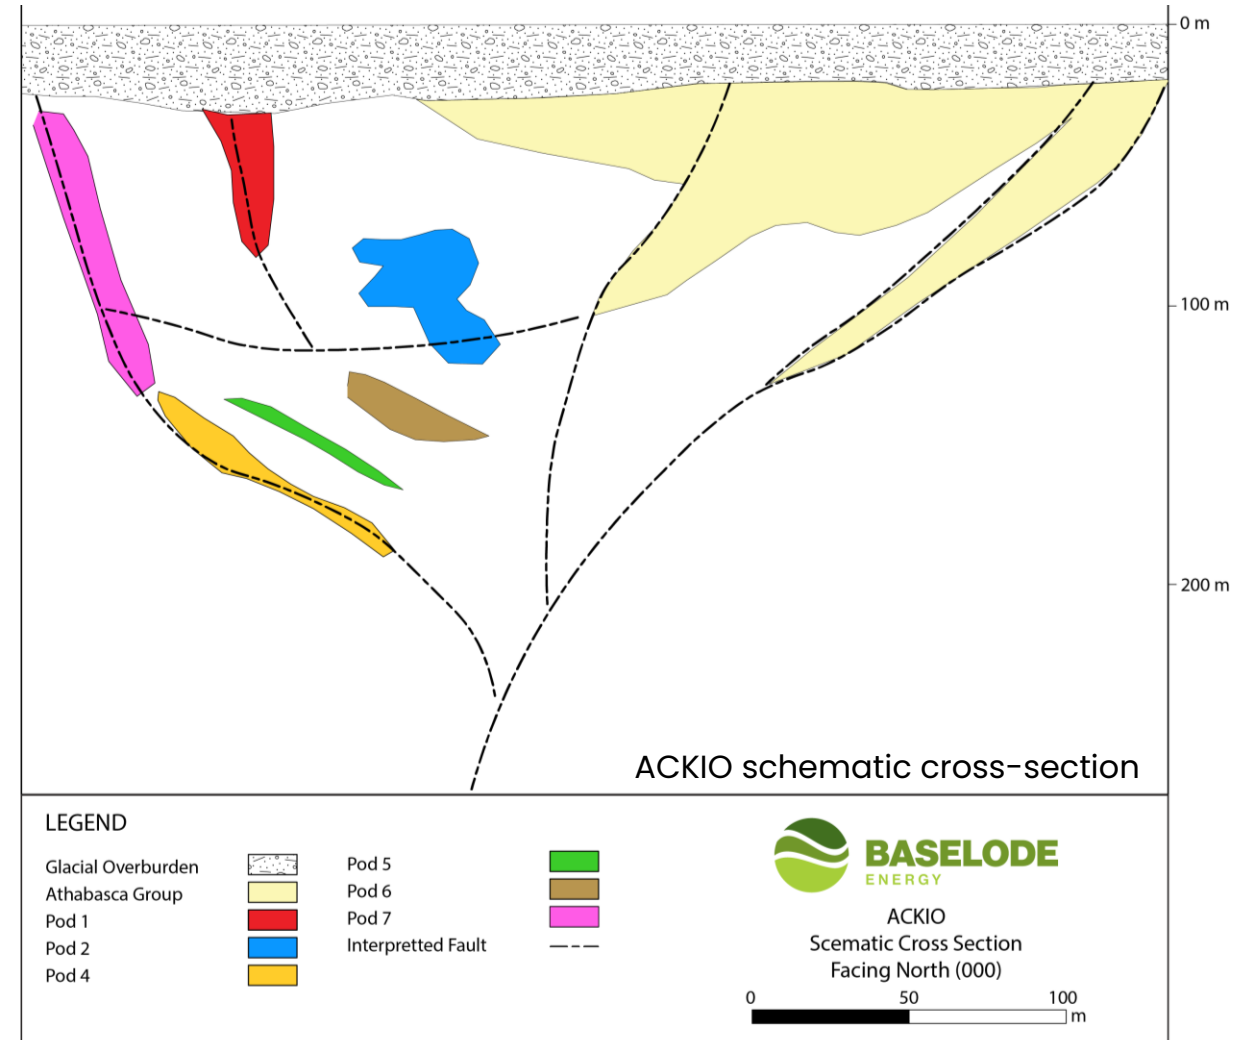 0 m
100 m
200 m
ACKIO schematic cross-section
LEGEND
Glacial Overburden
Athabasca Group
Pod 1
Pod 2
Pod 4
Pod 5
Pod 6
Pod 7
Interpretted Fault
BASELODE
ENERGY
ACKIO
Scematic Cross Section
Facing North (000)
0 50 100
m